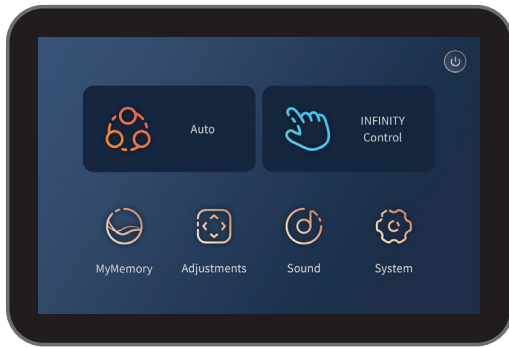 Auto
INFINITY
Control
MyMemory
Adjustments
Sound
System